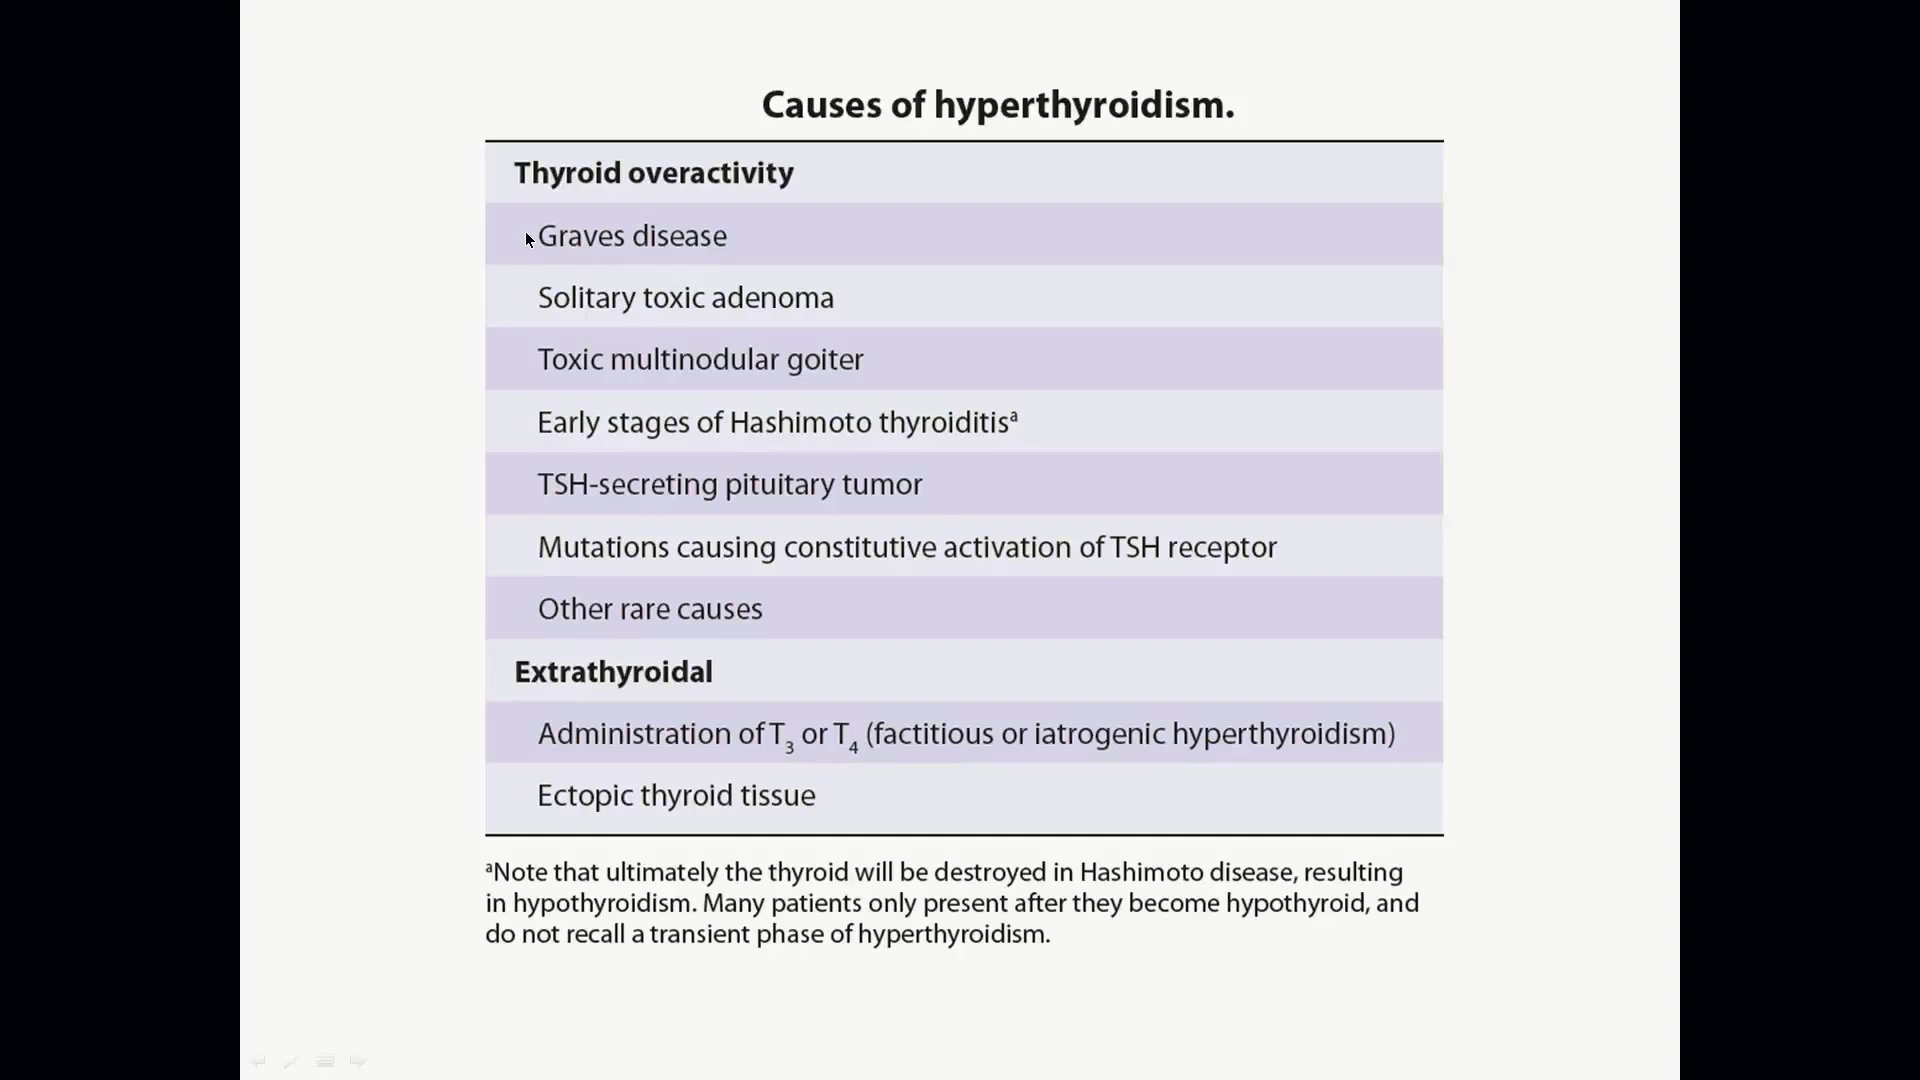 Causes of hyperthyroidism.
Thyroid overactivity
Graves disease
Solitary toxic adenoma
Toxic multinodular goiter
Early stages of Hashimoto thyroiditisᵃ
TSH-secreting pituitary tumor
Mutations causing constitutive activation of TSH receptor
Other rare causes
Extrathyroidal
Administration of T₃ or T₄ (factitious or iatrogenic hyperthyroidism)
Ectopic thyroid tissue
ᵃNote that ultimately the thyroid will be destroyed in Hashimoto disease, resulting
in hypothyroidism. Many patients only present after they become hypothyroid, and
do not recall a transient phase of hyperthyroidism.